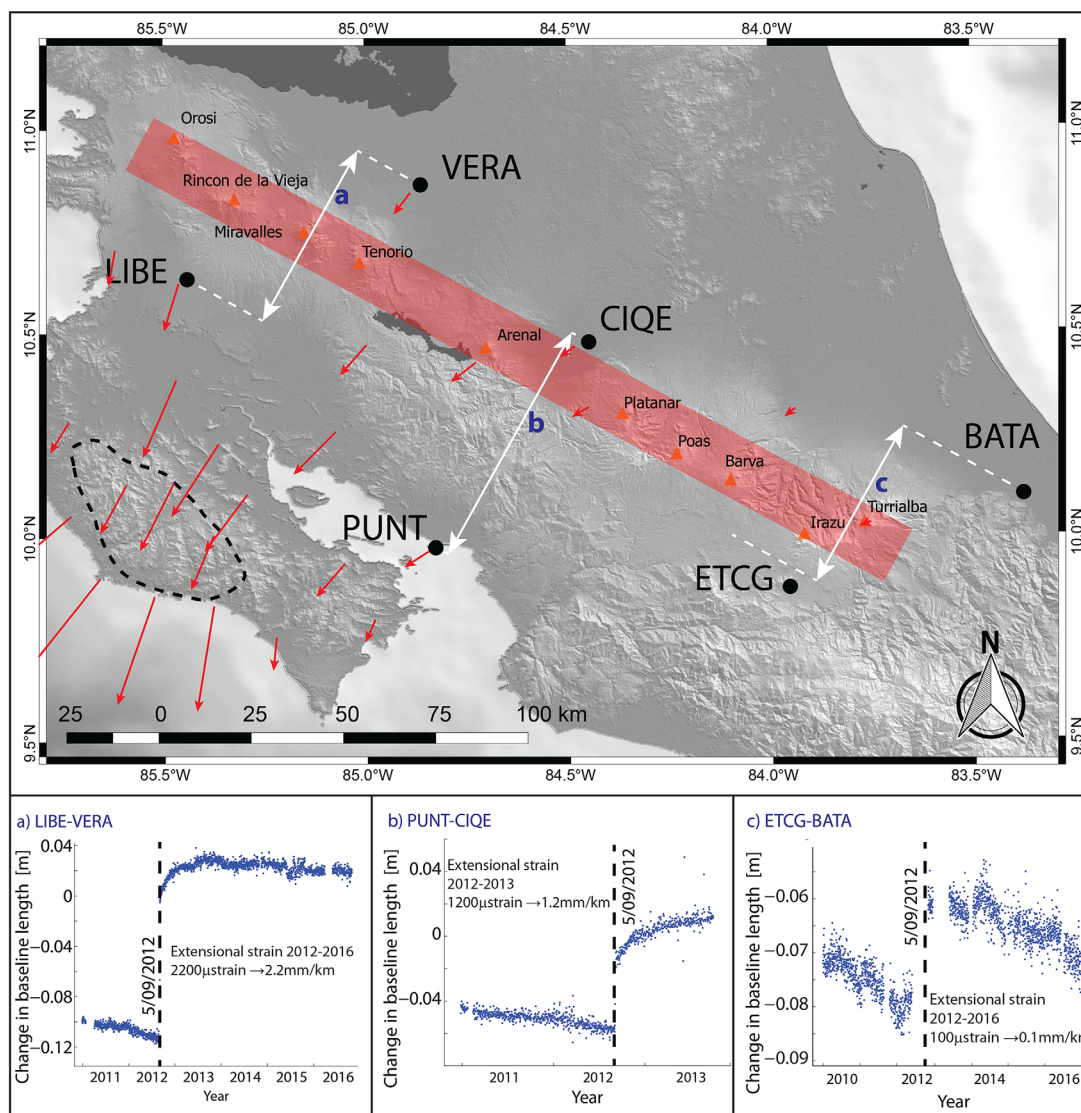 85.5°W 85.0°W 84.5°W 84.0°W 83.5°W
11.0°N 11.0°N
Orosi
VERA
Rincon de la Vieja
a
Miravalles
Tenorio
LIBE
10.5°N 10.5°N
CIQE
Arenal
Platanar
b
BATA
Poas
Barva
c
Turrialba
Irazu
10.0°N 10.0°N
PUNT
ETCG
N
25 0 25 50 75 100 km
9.5°N 9.5°N
85.5°W 85.0°W 84.5°W 84.0°W 83.5°W
a) LIBE-VERA
Change in baseline length [m]
0.04
0
−0.04
−0.08
−0.12
5/09/2012
Extensional strain 2012-2016
2200μstrain →2.2mm/km
2011 2012 2013 2014 2015 2016
Year
b) PUNT-CIQE
Change in baseline length [m]
0.04
0
−0.04
Extensional strain
2012-2013
1200μstrain →1.2mm/km
5/09/2012
2011 2012 2013
Year
c) ETCG-BATA
Change in baseline length [m]
−0.06
−0.07
−0.08
−0.09
5/09/2012
Extensional strain
2012-2016
100μstrain →0.1mm/km
2010 2012 2014 2016
Year